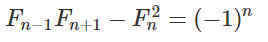 $F_{n-1}F_{n+1} - F_n^2 = (-1)^n$